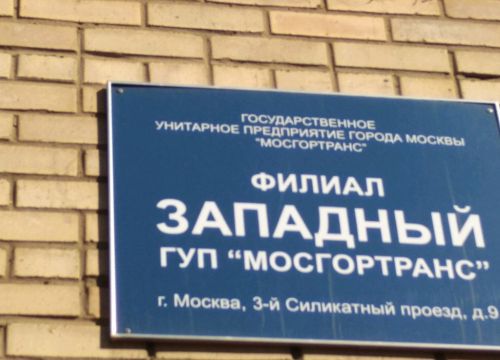 ГОСУДАРСТВЕННОЕ
УНИТАРНОЕ ПРЕДПРИЯТИЕ ГОРОДА МОСКВЫ
"МОСГОРТРАНС"
ФИЛИАЛ
ЗАПАДНЫЙ
ГУП “МОСГОРТРАНС”
г. Москва, 3-й Силикатный проезд, д.9